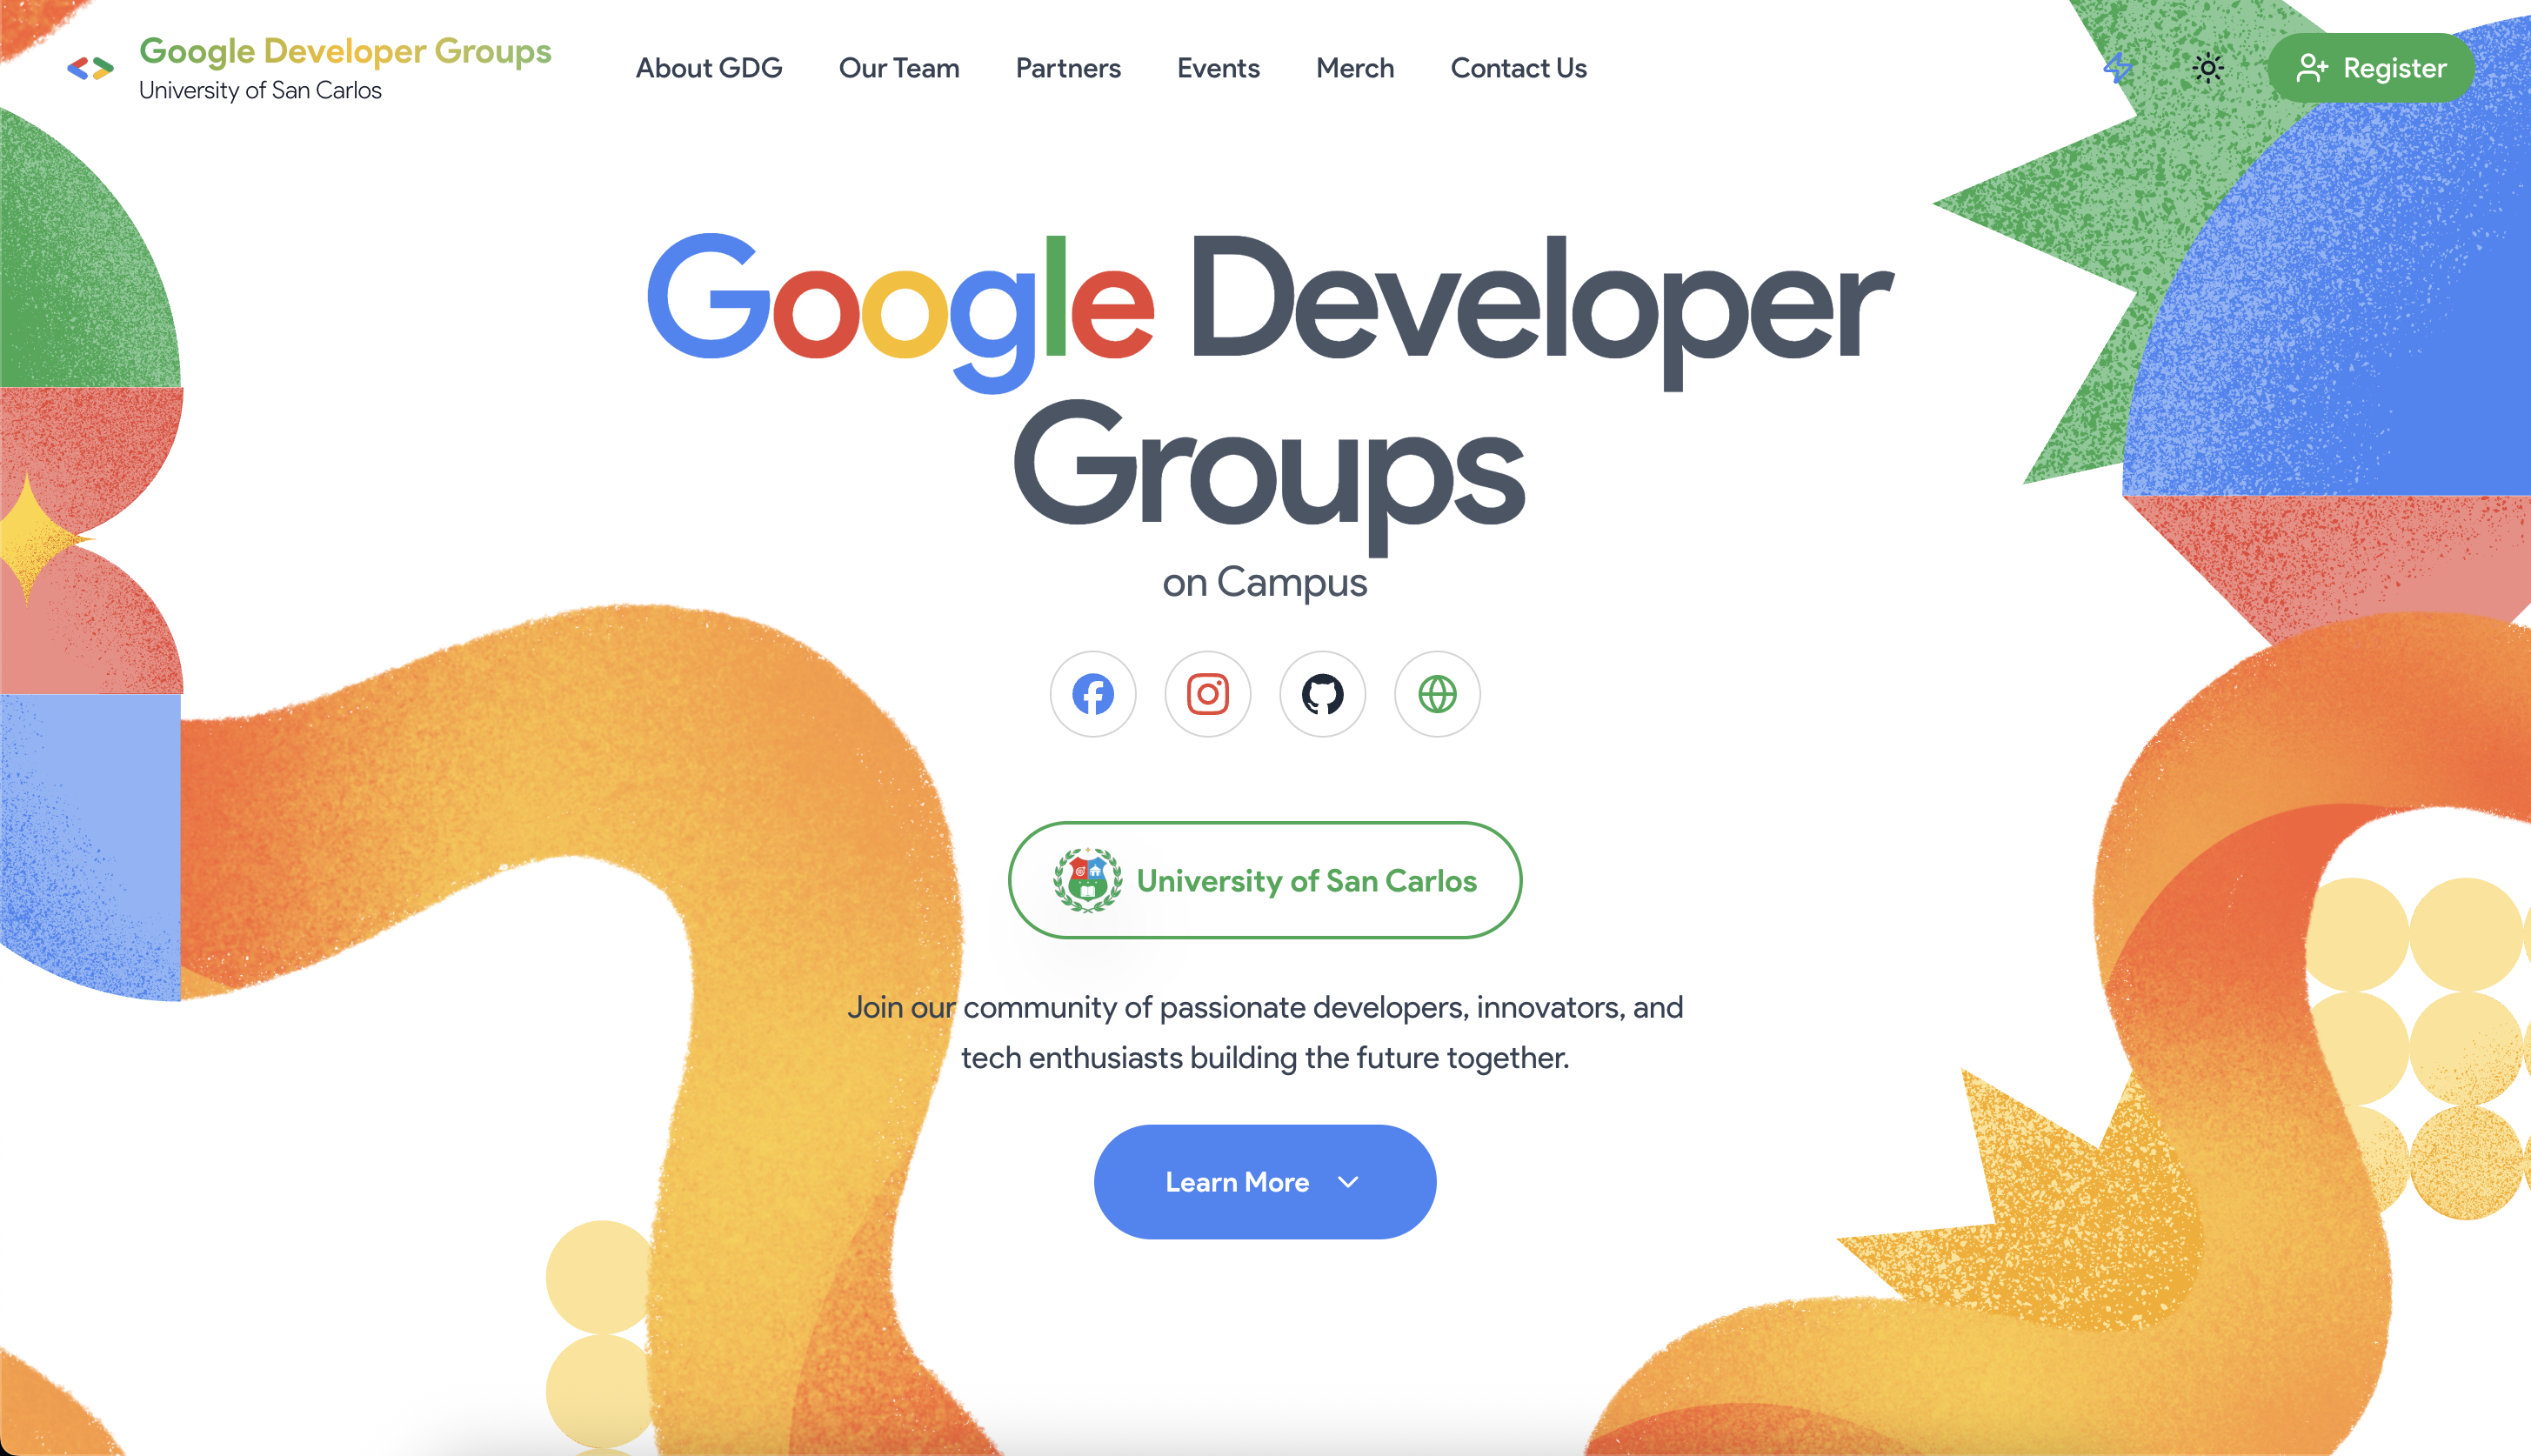 Google Developer Groups
University of San Carlos
About GDG
Our Team
Partners
Events
Merch
Contact Us
Register
Google Developer
Groups
on Campus
University of San Carlos
Join our community of passionate developers, innovators, and
tech enthusiasts building the future together.
Learn More